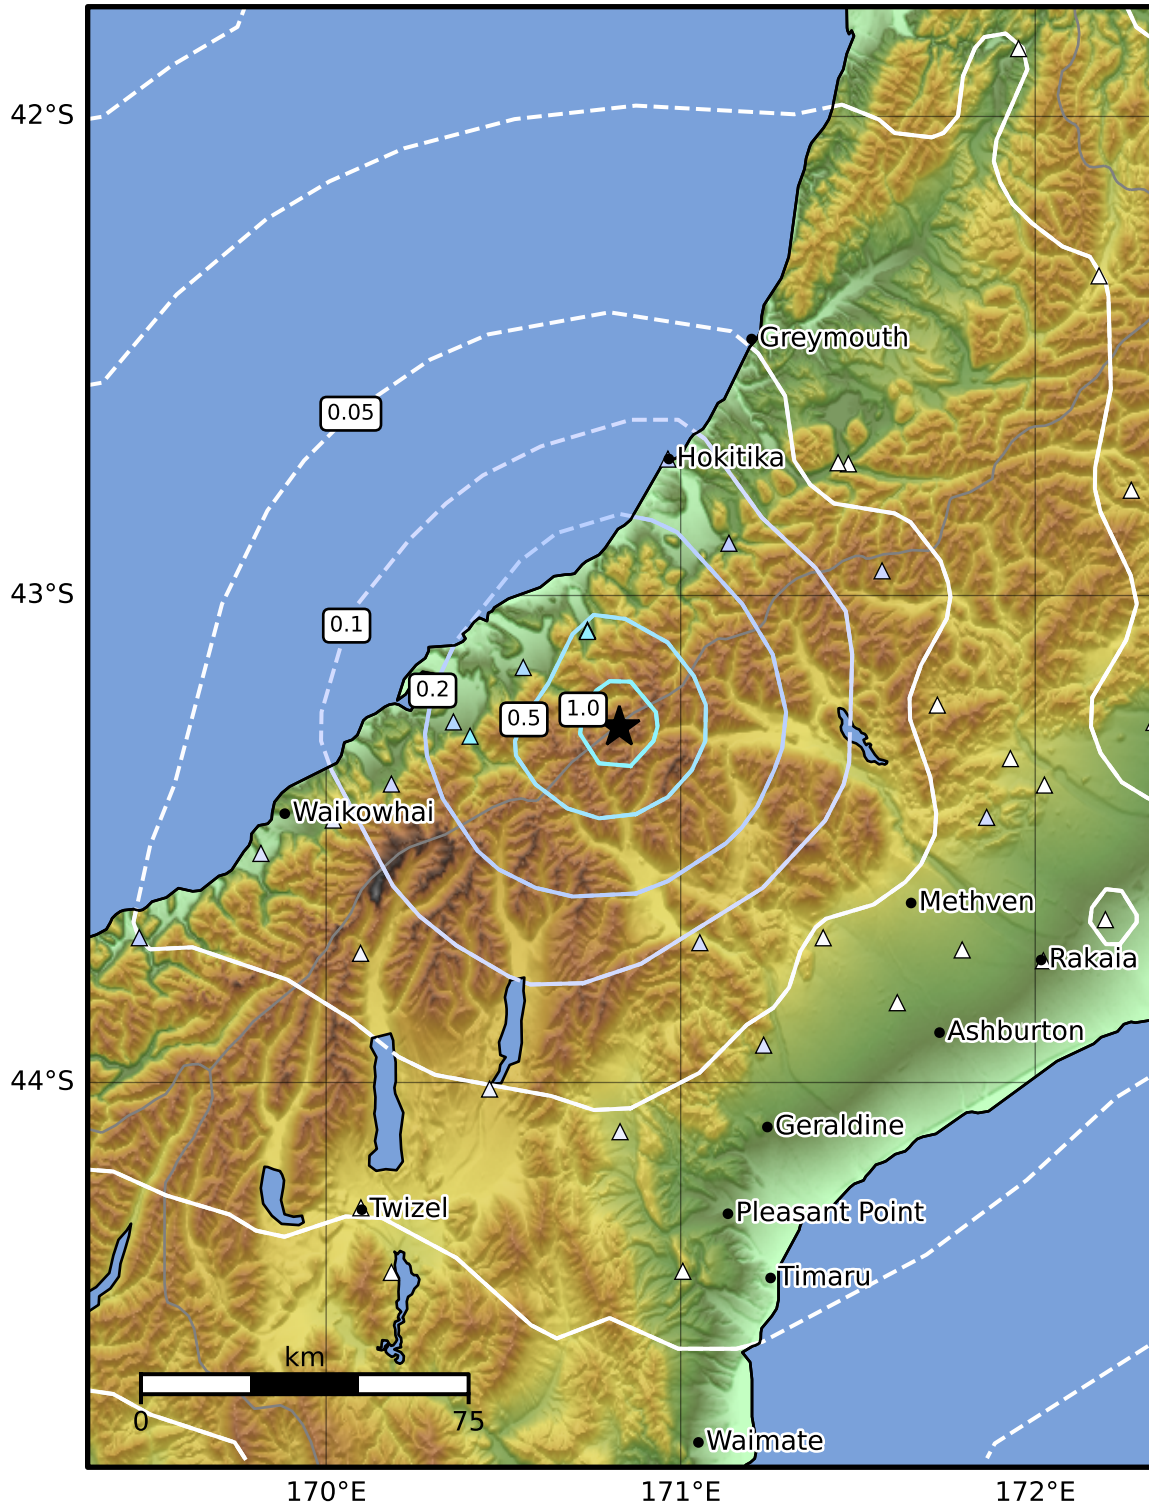 42°S
Greymouth
0.05
Hokitika
43°S
0.1
0.2
0.5
1.0
Waikowhai
Methven
Rakaia
Ashburton
44°S
Geraldine
Twizel
Pleasant Point
Timaru
km
0
75
Waimate
170°E
171°E
172°E